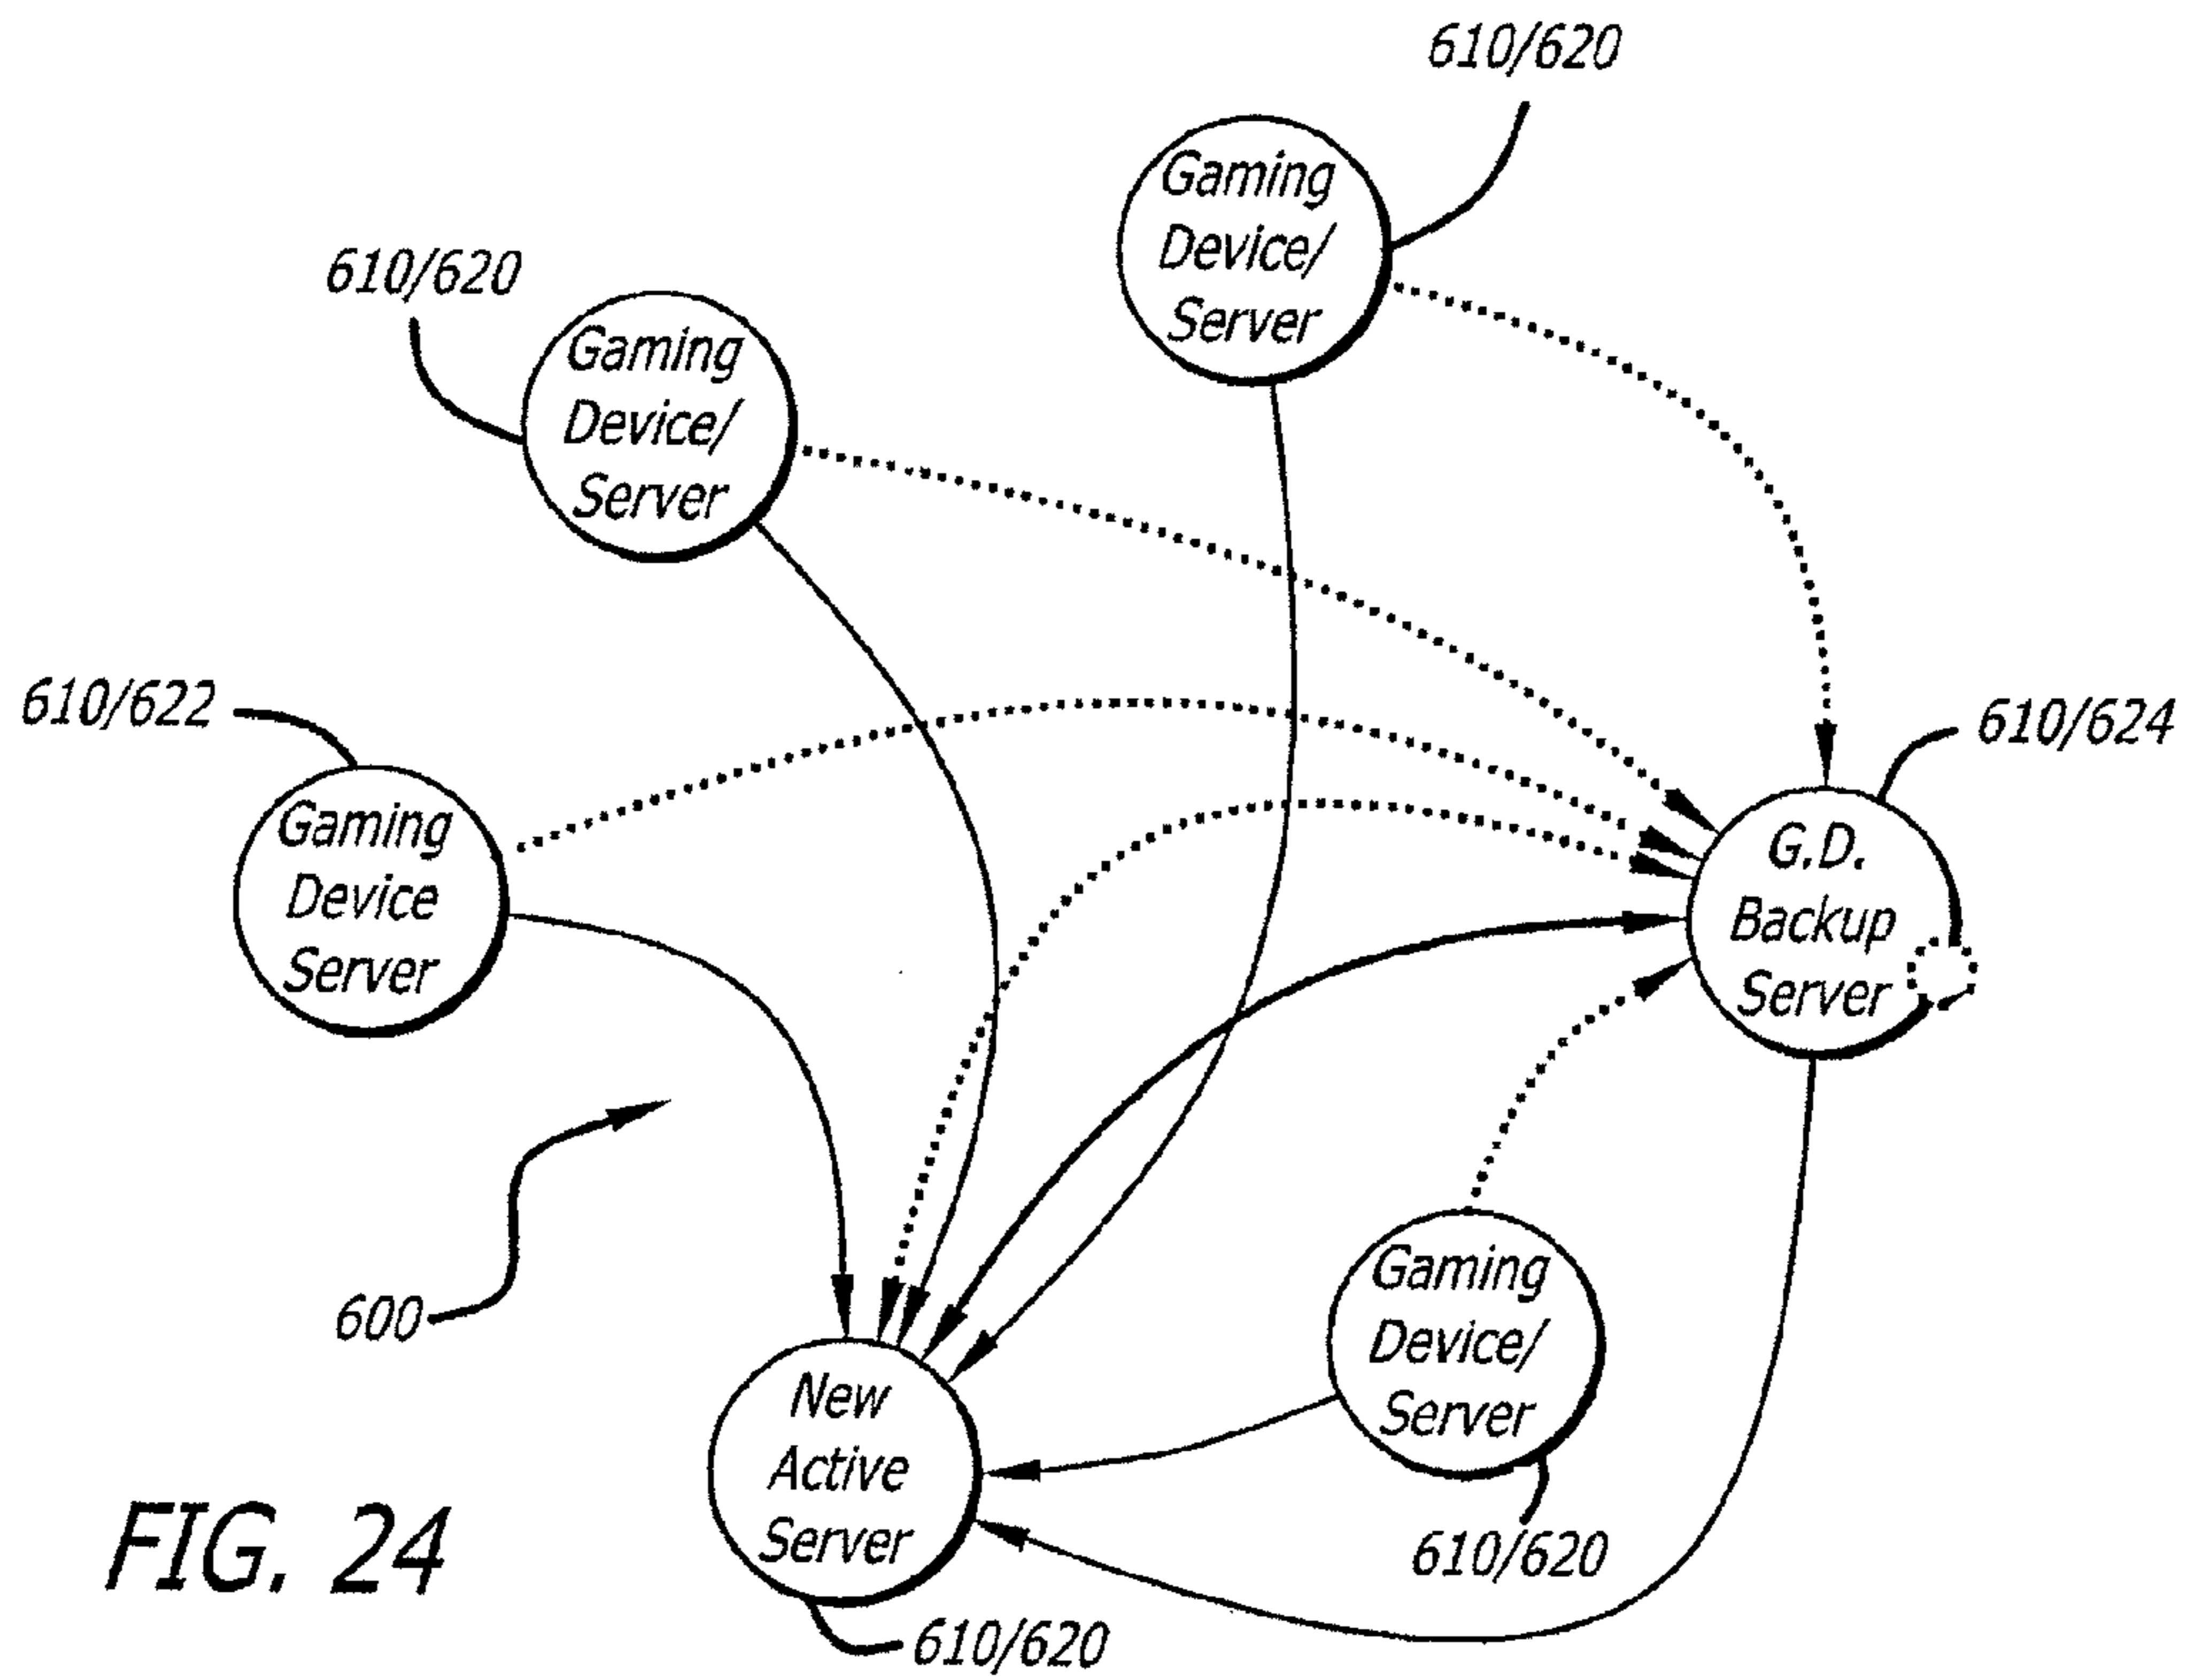 610/620
Gaming
Device/
Server
610/620
Gaming
Device/
Server
610/622
Gaming
Device
Server
610/624
G.D.
Backup
Server
600
Gaming
Device/
Server
610/620
New
Active
Server
610/620
FIG. 24